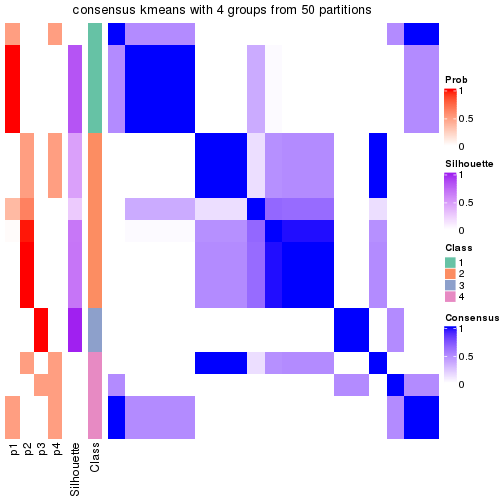 consensus kmeans with 4 groups from 50 partitions
Prob
1
0.5
0
Silhouette
1
0.5
0
Class
1
2
3
4
Consensus
1
0.5
0
p1
p2
p3
p4
Silhouette
Class